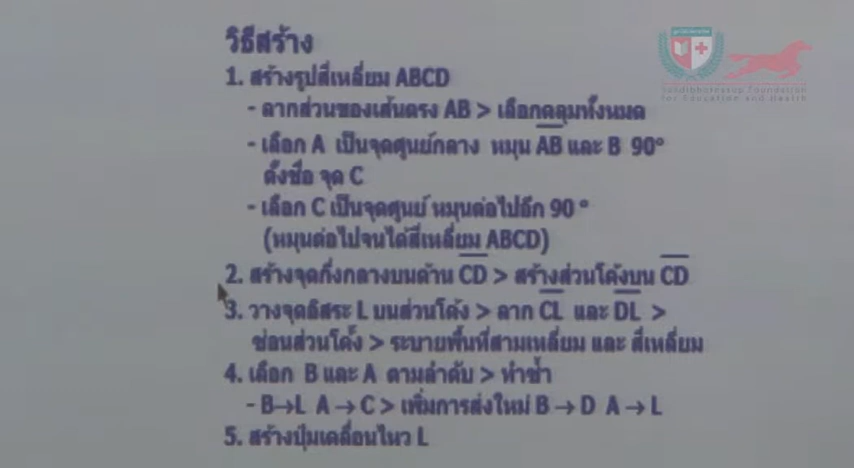 วิธีสร้าง
1. สร้างรูปสี่เหลี่ยม ABCD
- ลากส่วนของเส้นตรง AB > เลือกคลุมทั้งหมด
- เลือก A เป็นจุดศูนย์กลาง หมุน A̅B̅ และ B 90°
ตั้งชื่อ จุด C
- เลือก C เป็นจุดศูนย์ หมุนต่อไปอีก 90 °
(หมุนต่อไปจนได้สี่เหลี่ยม ABCD)
2. สร้างจุดกึ่งกลางบนด้าน C̅D̅ > สร้างส่วนโค้งบน C̅D̅
3. วางจุดอิสระ L บนส่วนโค้ง > ลาก C̅L̅ และ D̅L̅ >
ซ่อนส่วนโค้ง > ระบายพื้นที่สามเหลี่ยม และ สี่เหลี่ยม
4. เลือก B และ A ตามลำดับ > ทำซ้ำ
- B→L A → C > เพิ่มการส่งใหม่ B → D A → L
5. สร้างปุ่มเคลื่อนไหว L
Foundation
for Education and Health